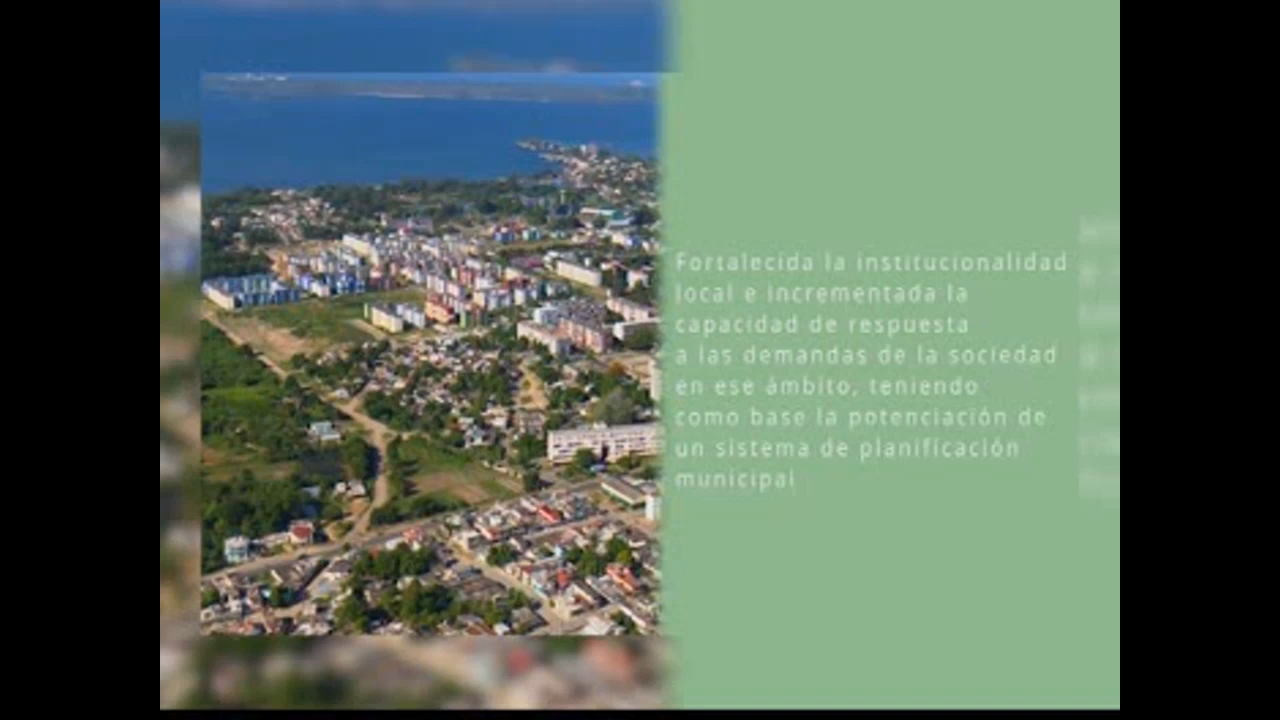 Fortalecida la institucionalidad
local e incrementada la
capacidad de respuesta
a las demandas de la sociedad
en ese ámbito, teniendo
como base la potenciación de
un sistema de planificación
municipal